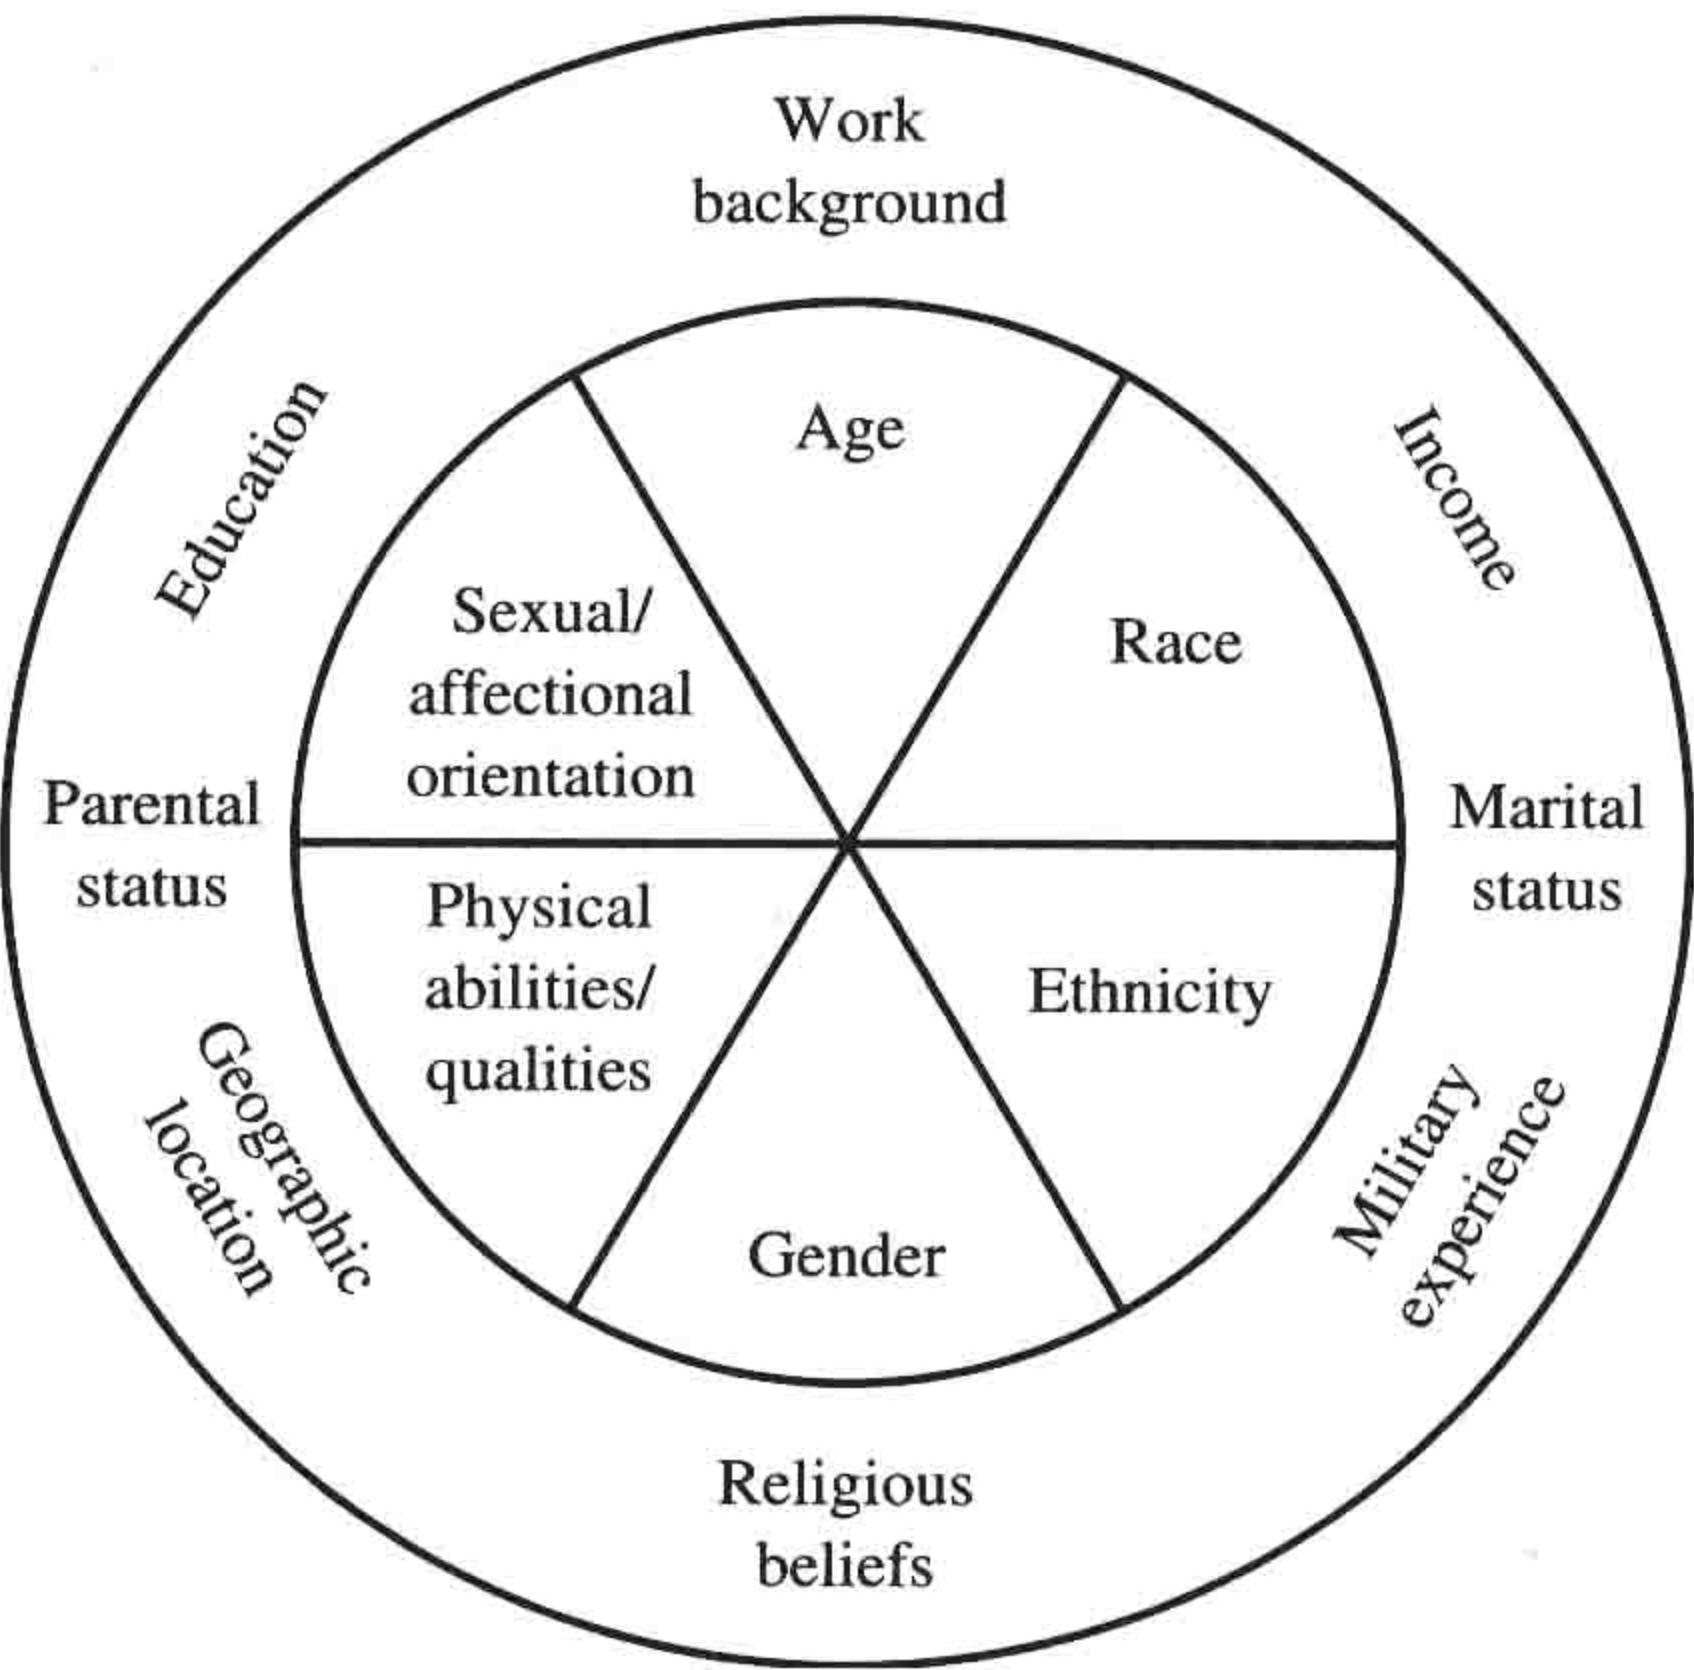 Work
background
Education
Income
Age
Sexual/
affectional
orientation
Race
Parental
status
Marital
status
Physical
abilities/
qualities
Ethnicity
Geographic
location
Military
experience
Gender
Religious
beliefs